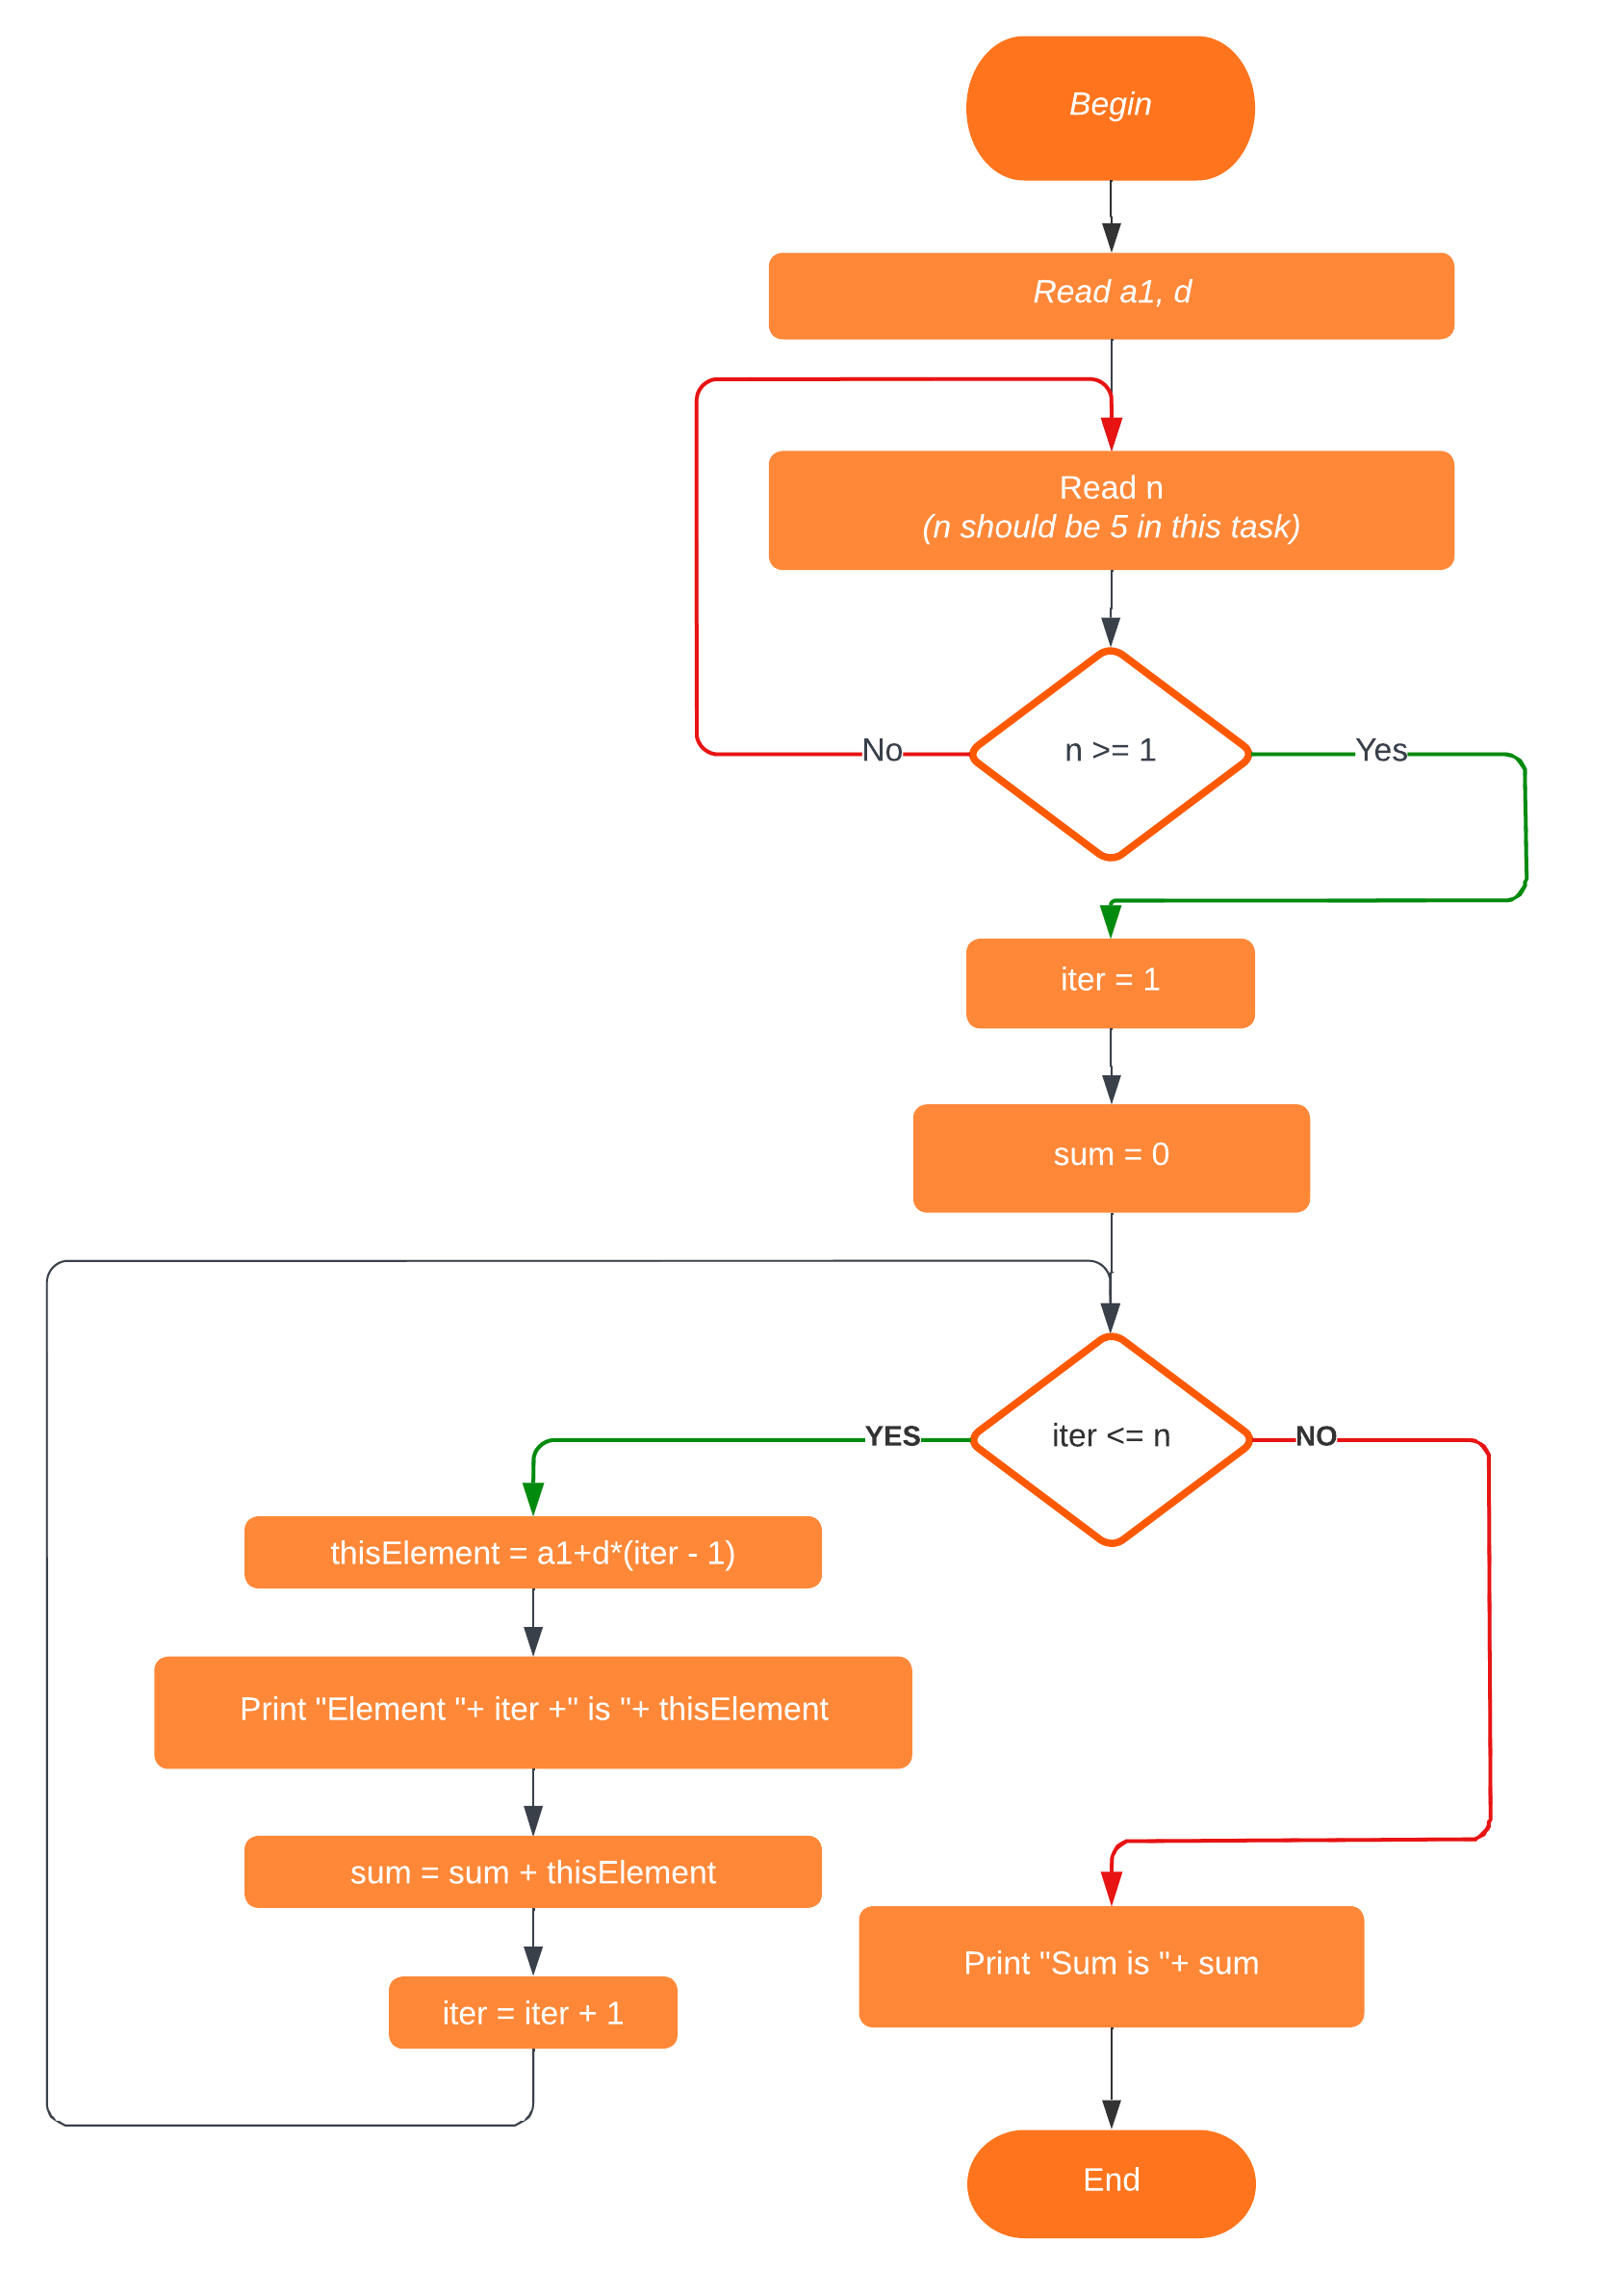 Begin
Read a1, d
Read n
(n should be 5 in this task)
n >= 1
No
Yes
iter = 1
sum = 0
iter <= n
YES
NO
thisElement = a1+d*(iter - 1)
Print "Element "+ iter +" is "+ thisElement
sum = sum + thisElement
iter = iter + 1
Print "Sum is "+ sum
End